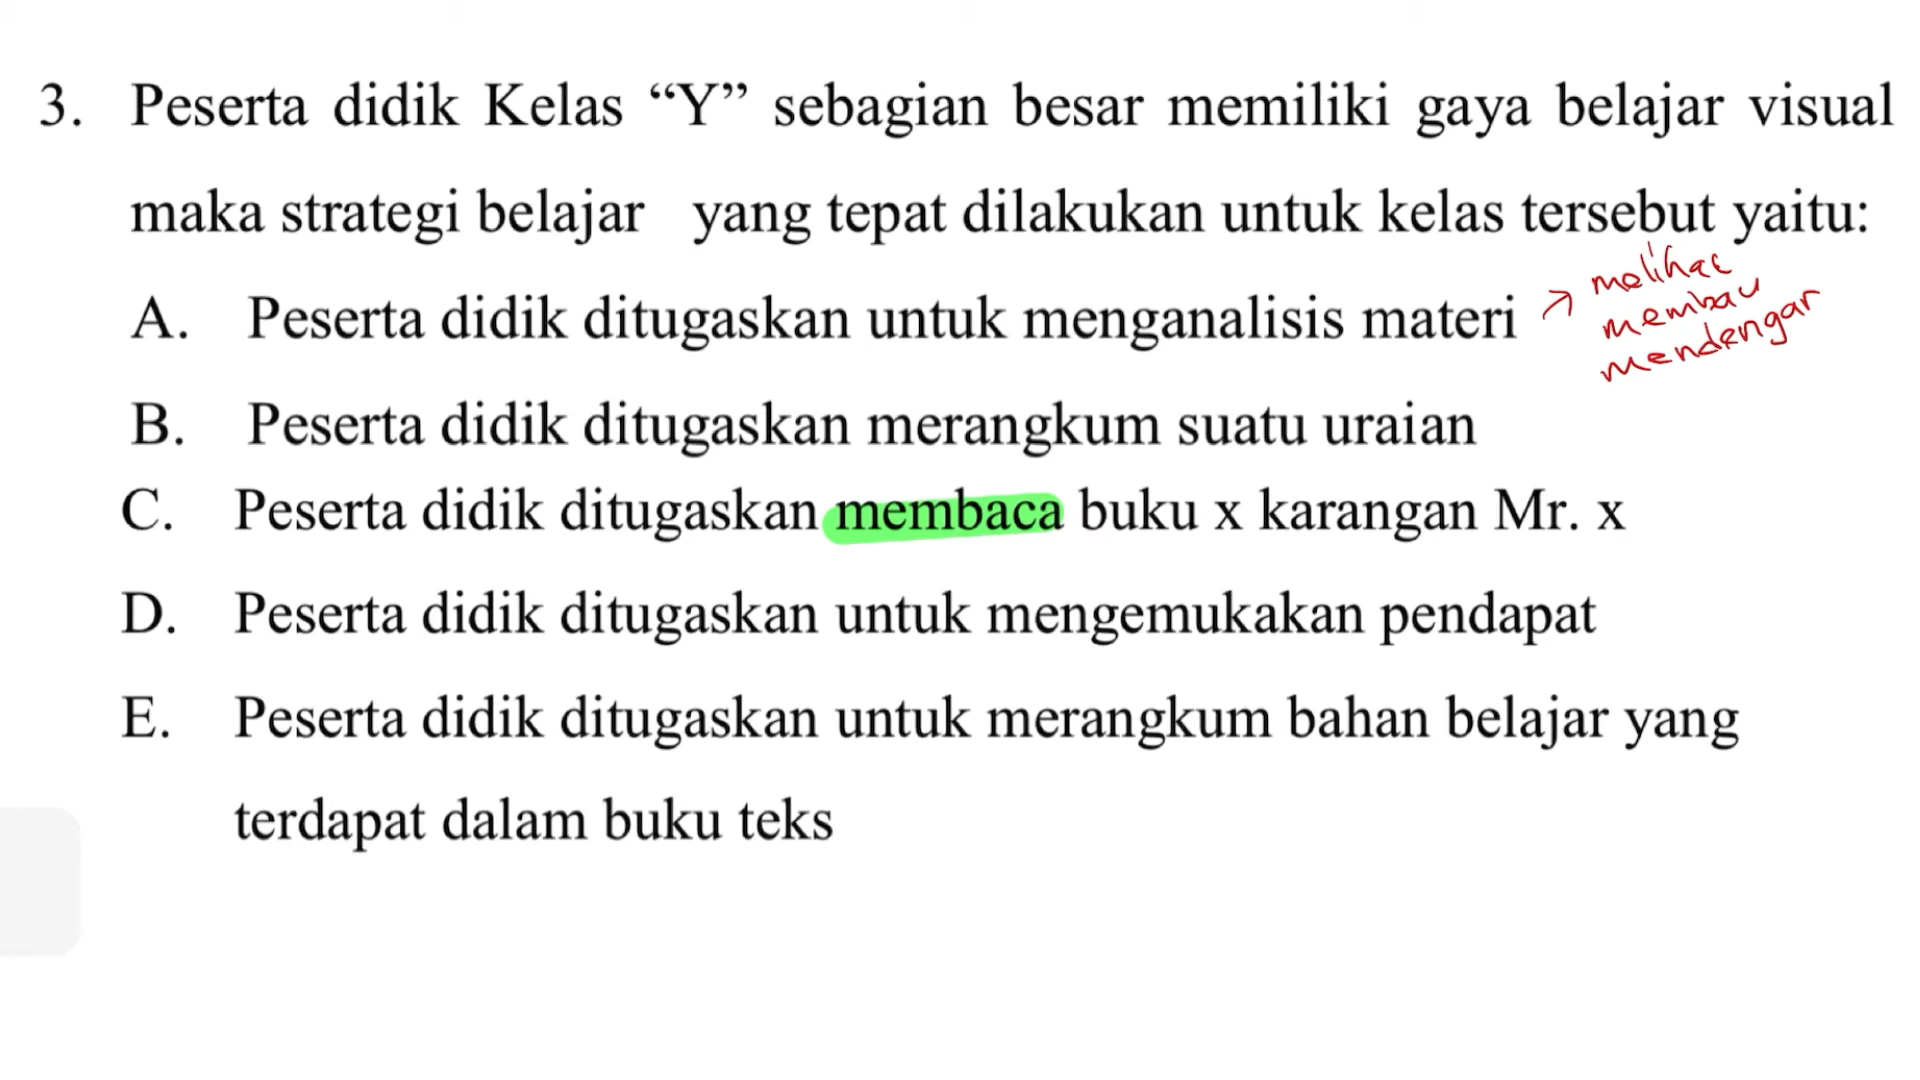 3. Peserta didik Kelas “Y” sebagian besar memiliki gaya belajar visual
maka strategi belajar yang tepat dilakukan untuk kelas tersebut yaitu:
A. Peserta didik ditugaskan untuk menganalisis materi → melihat
membau
mendengar
B. Peserta didik ditugaskan merangkum suatu uraian
C. Peserta didik ditugaskan membaca buku x karangan Mr. x
D. Peserta didik ditugaskan untuk mengemukakan pendapat
E. Peserta didik ditugaskan untuk merangkum bahan belajar yang
terdapat dalam buku teks